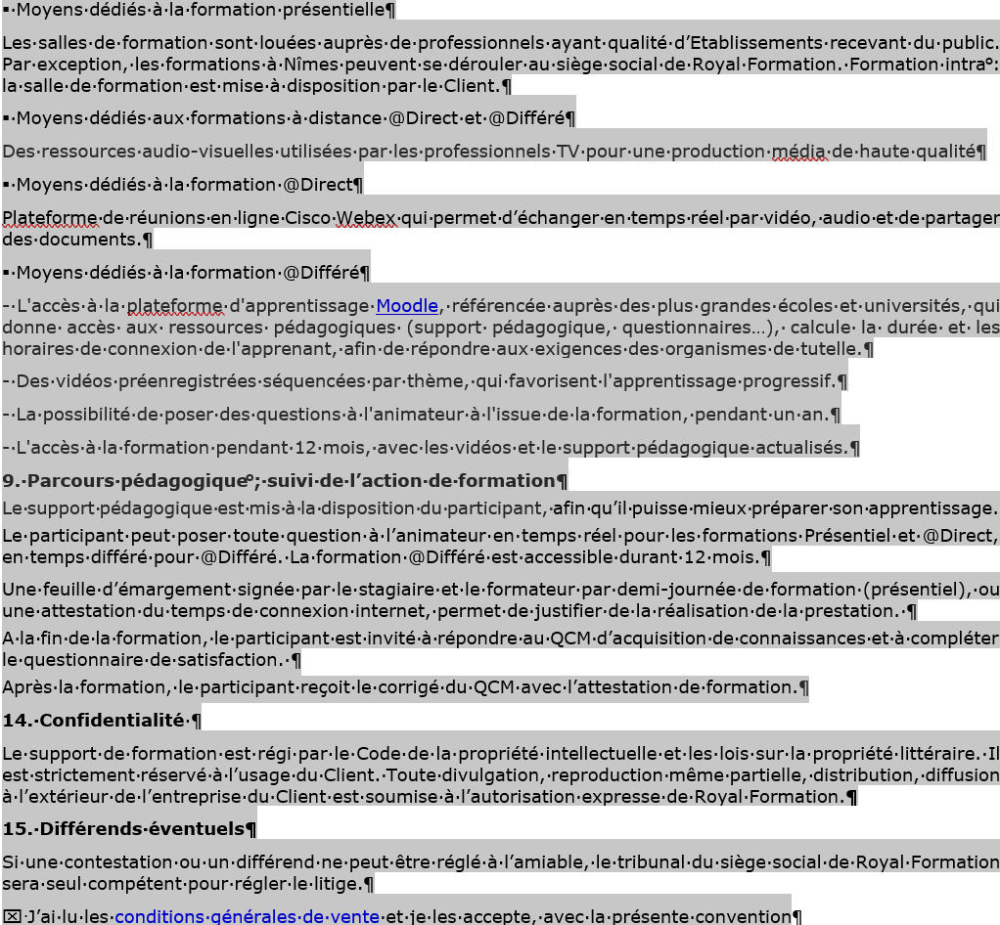 ▪ Moyens dédiés à la formation présentielle¶
Les salles de formation sont louées auprès de professionnels ayant qualité d’Etablissements recevant du public.
Par exception, les formations à Nîmes peuvent se dérouler au siège social de Royal Formation. Formation intra°:
la salle de formation est mise à disposition par le Client.¶
▪ Moyens dédiés aux formations à distance @Direct et @Différé¶
Des ressources audio-visuelles utilisées par les professionnels TV pour une production média de haute qualité¶
▪ Moyens dédiés à la formation @Direct¶
Plateforme de réunions en ligne Cisco Webex qui permet d’échanger en temps réel par vidéo, audio et de partager
des documents.¶
▪ Moyens dédiés à la formation @Différé¶
- L'accès à la plateforme d'apprentissage Moodle, référencée auprès des plus grandes écoles et universités, qui
donne accès aux ressources pédagogiques (support pédagogique, questionnaires…), calcule la durée et les
horaires de connexion de l'apprenant, afin de répondre aux exigences des organismes de tutelle.¶
- Des vidéos préenregistrées séquencées par thème, qui favorisent l'apprentissage progressif.¶
- La possibilité de poser des questions à l'animateur à l'issue de la formation, pendant un an.¶
- L'accès à la formation pendant 12 mois, avec les vidéos et le support pédagogique actualisés.¶
9. Parcours pédagogique°; suivi de l’action de formation¶
Le support pédagogique est mis à la disposition du participant, afin qu’il puisse mieux préparer son apprentissage.
Le participant peut poser toute question à l’animateur en temps réel pour les formations Présentiel et @Direct,
en temps différé pour @Différé. La formation @Différé est accessible durant 12 mois.¶
Une feuille d’émargement signée par le stagiaire et le formateur par demi-journée de formation (présentiel), ou
une attestation du temps de connexion internet, permet de justifier de la réalisation de la prestation. ¶
A la fin de la formation, le participant est invité à répondre au QCM d’acquisition de connaissances et à compléter
le questionnaire de satisfaction. ¶
Après la formation, le participant reçoit le corrigé du QCM avec l’attestation de formation.¶
14. Confidentialité ¶
Le support de formation est régi par le Code de la propriété intellectuelle et les lois sur la propriété littéraire. Il
est strictement réservé à l’usage du Client. Toute divulgation, reproduction même partielle, distribution, diffusion
à l’extérieur de l’entreprise du Client est soumise à l’autorisation expresse de Royal Formation.¶
15. Différends éventuels¶
Si une contestation ou un différend ne peut être réglé à l’amiable, le tribunal du siège social de Royal Formation
sera seul compétent pour régler le litige.¶
☒ J’ai lu les conditions générales de vente et je les accepte, avec la présente convention¶